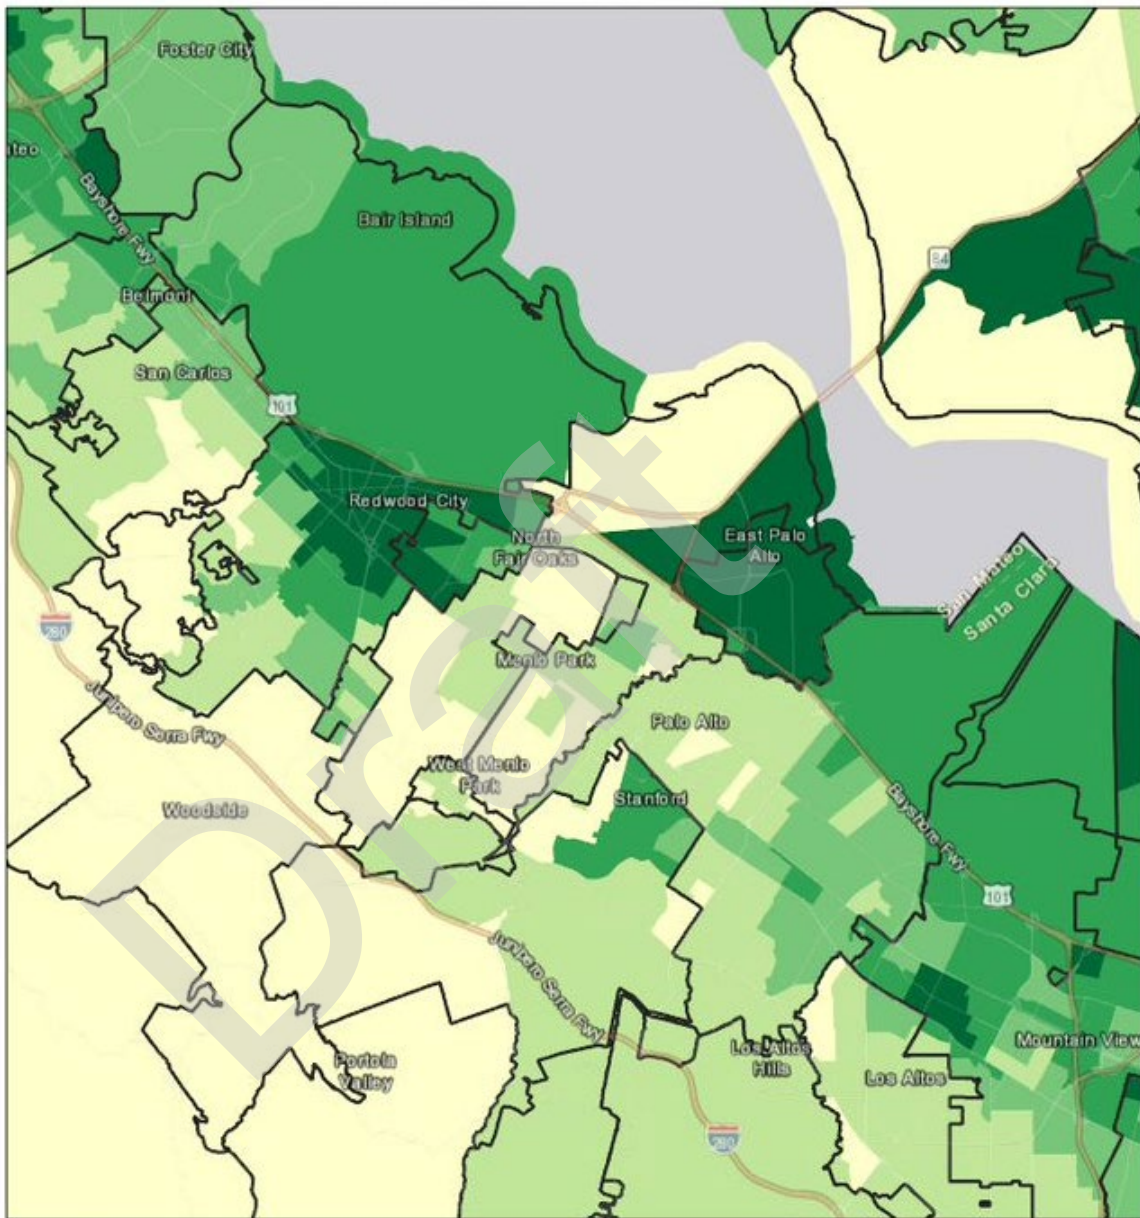 Foster City
ateo
Bair Island
Bayshore Fwy
84
Belmont
San Carlos
101
Redwood City
North
Fair Oaks
East Palo
Alto
San Mateo
Santa Clara
280
Menlo Park
Junipero Serra Fwy
Palo Alto
West Menlo
Park
Woodside
Stanford
Bayshore Fwy
101
Junipero Serra Fwy
Portola
Valley
Los Altos
Hills
Los Altos
Mountain View
280
Draft